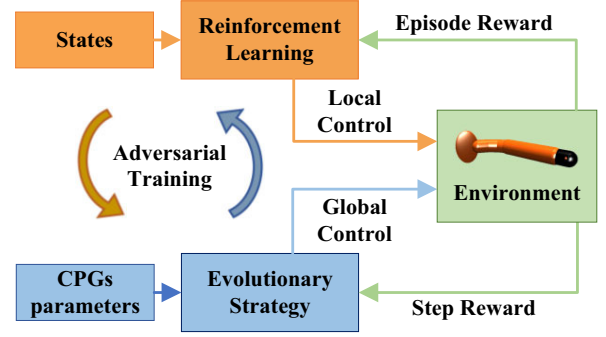 States
Reinforcement
Learning
Episode Reward
Local
Control
Adversarial
Training
Environment
Global
Control
CPGs
parameters
Evolutionary
Strategy
Step Reward